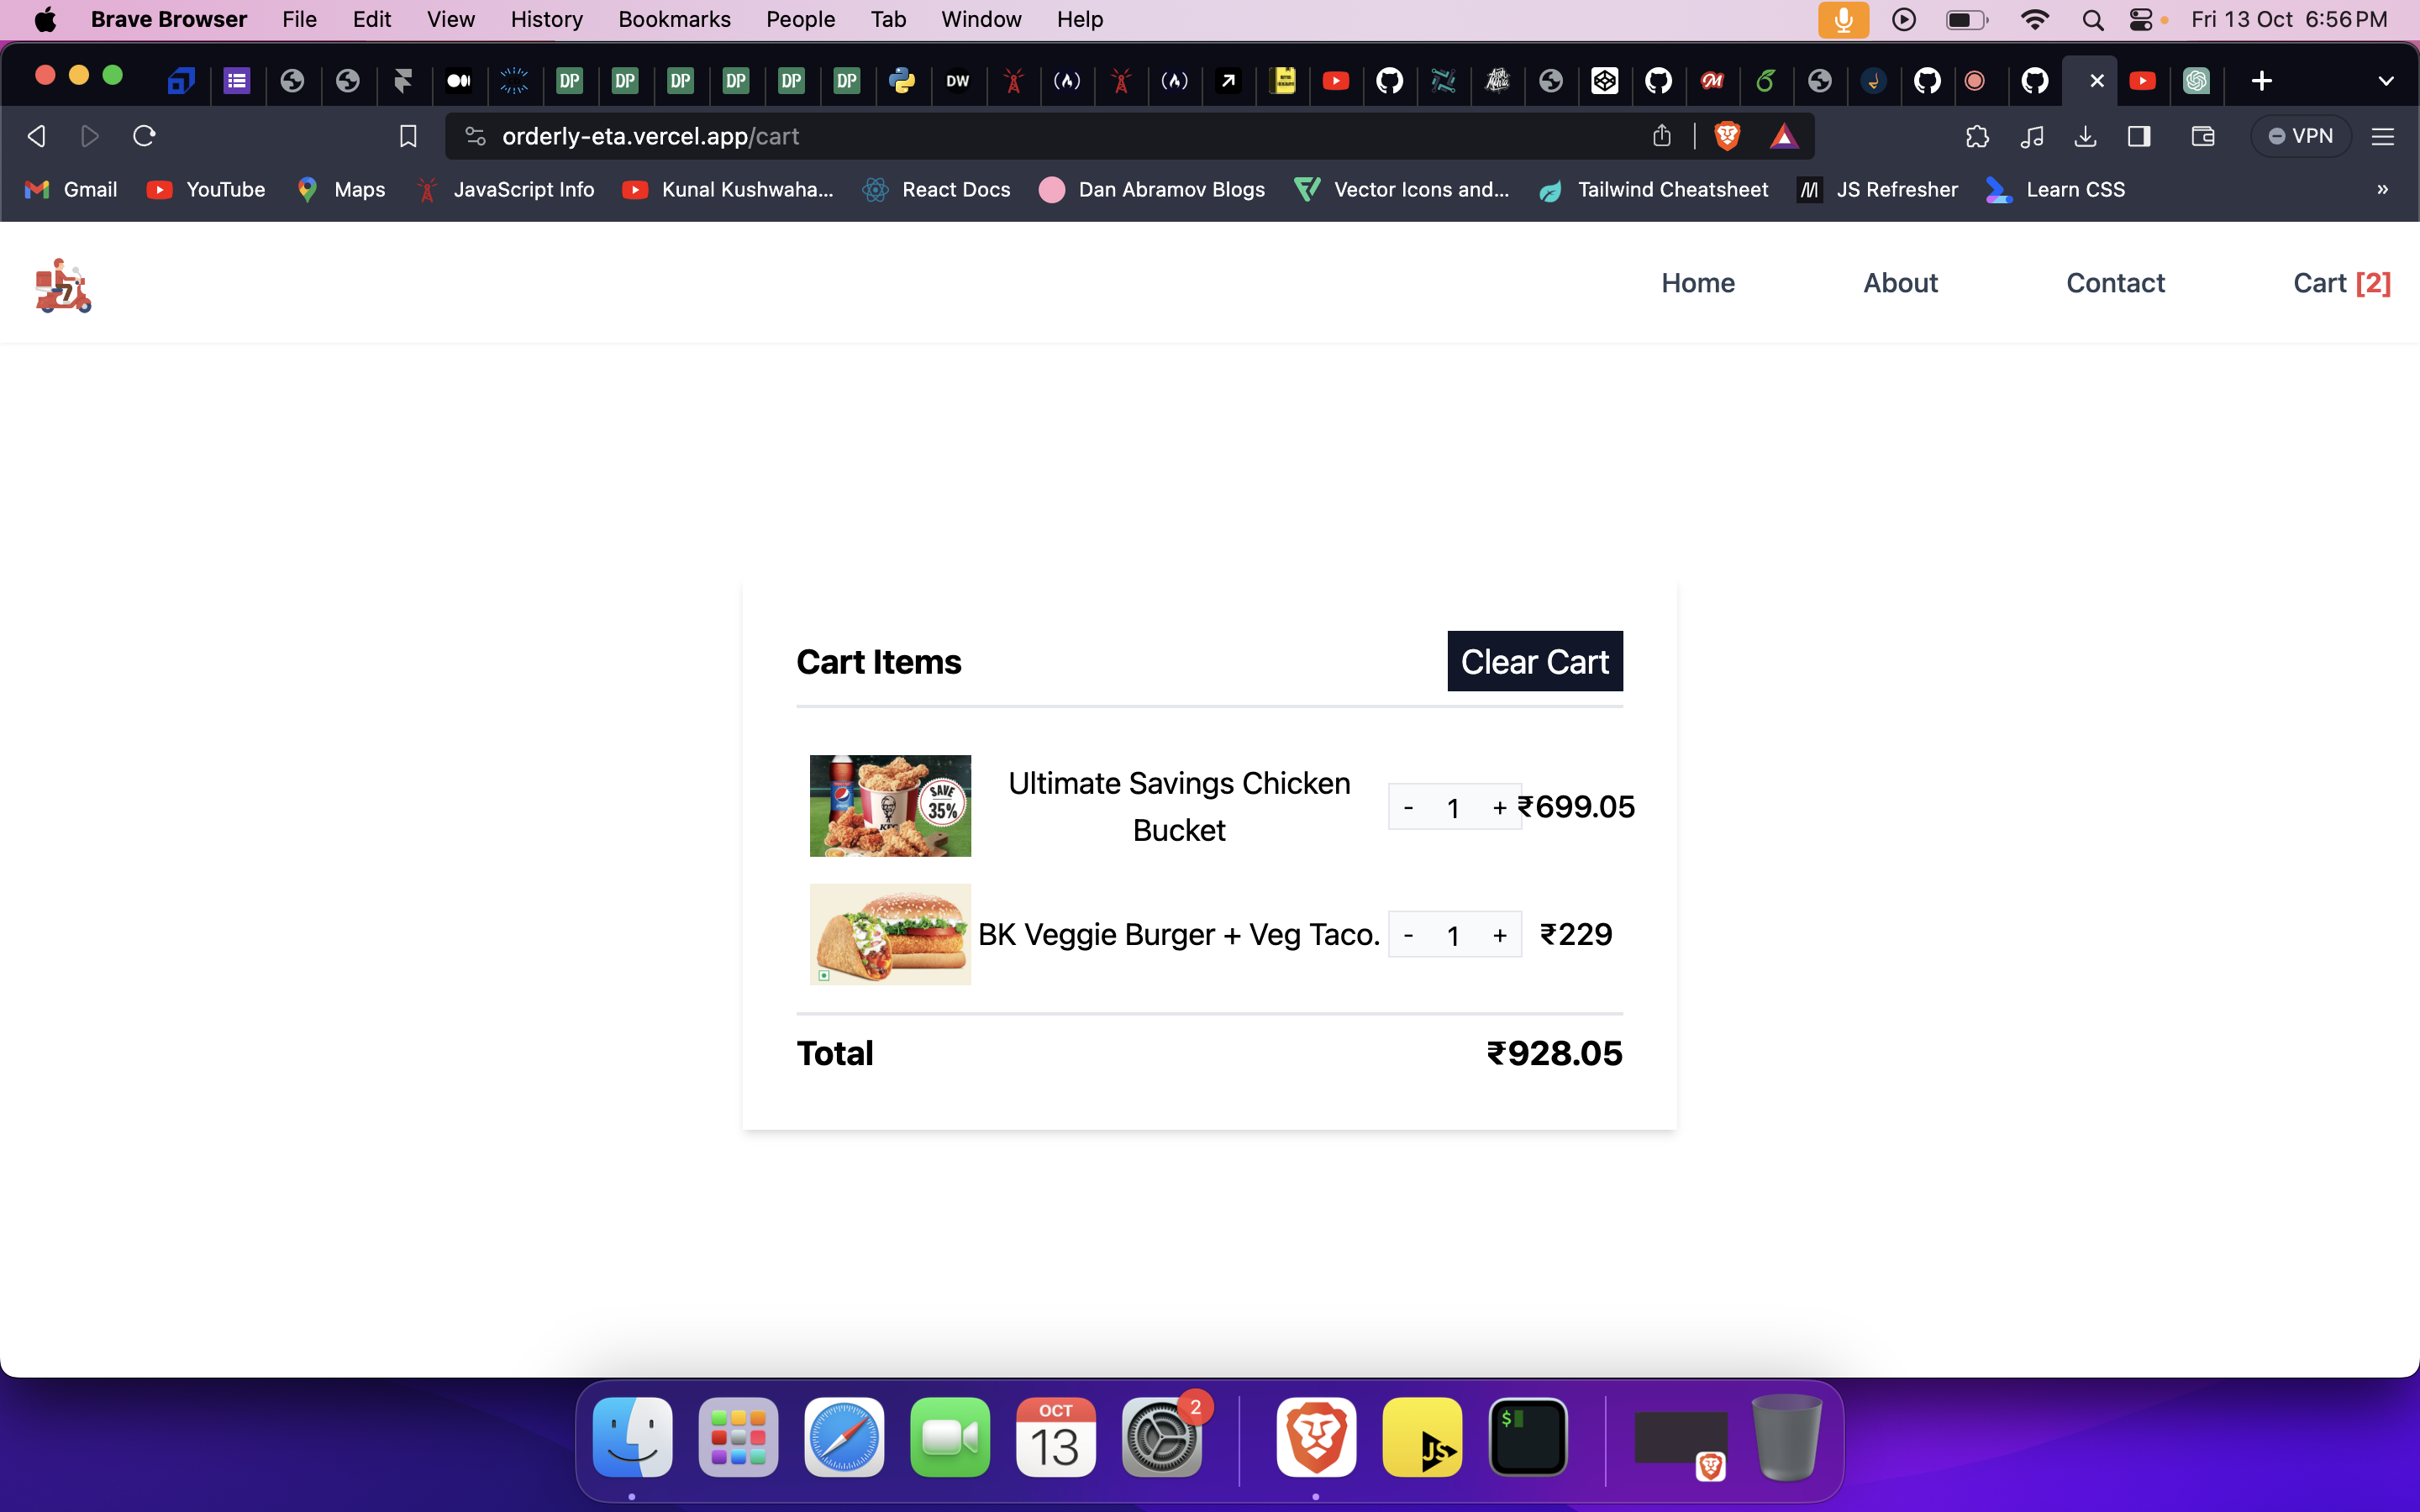 Brave Browser File Edit View History Bookmarks People Tab Window Help Fri 13 Oct 6:56 PM
DP DP DP DP DP DP DW
orderly-eta.vercel.app/cart VPN
Gmail YouTube Maps JavaScript Info Kunal Kushwaha... React Docs Dan Abramov Blogs Vector Icons and... Tailwind Cheatsheet JS Refresher Learn CSS »
Home About Contact Cart [2]
Cart Items Clear Cart
SAVE
35%
KFC
Ultimate Savings Chicken
Bucket
- 1 + ₹699.05
BK Veggie Burger + Veg Taco. - 1 + ₹229
Total ₹928.05
OCT
13
2
JS
$